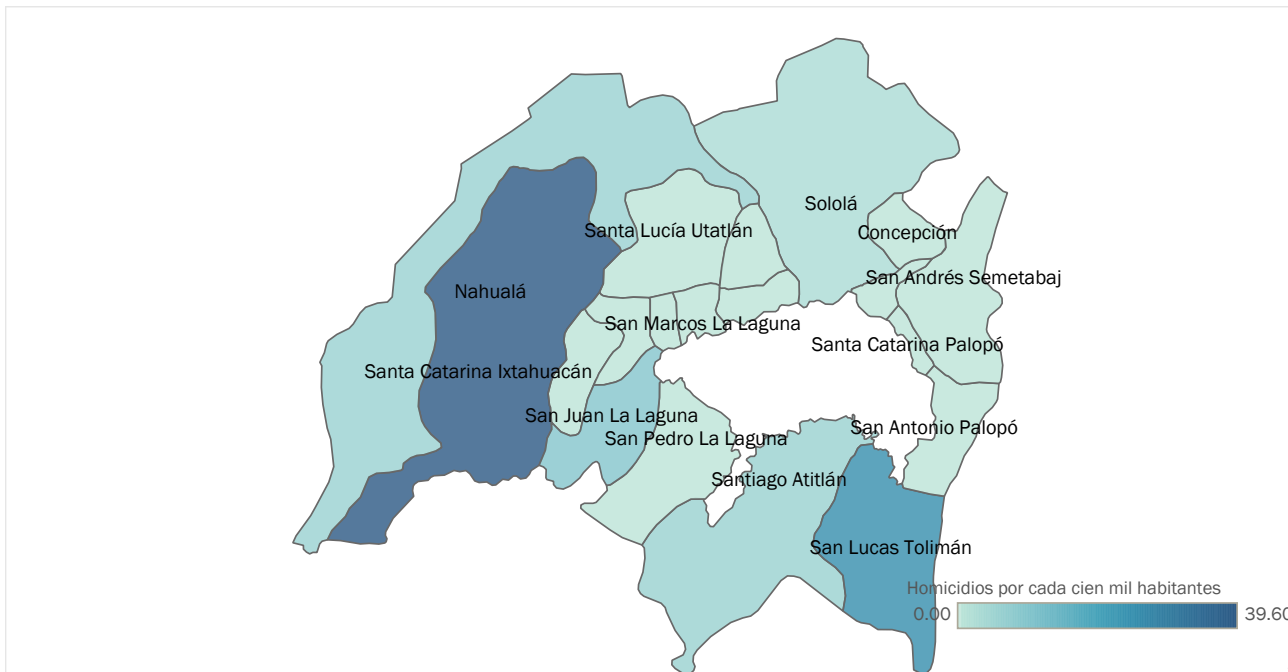 Sololá
Santa Lucía Utatlán
Concepción
San Andrés Semetabaj
Nahualá
San Marcos La Laguna
Santa Catarina Palopó
Santa Catarina Ixtahuacán
San Juan La Laguna
San Antonio Palopó
San Pedro La Laguna
Santiago Atitlán
San Lucas Tolimán
Homicidios por cada cien mil habitantes
0.00 39.60